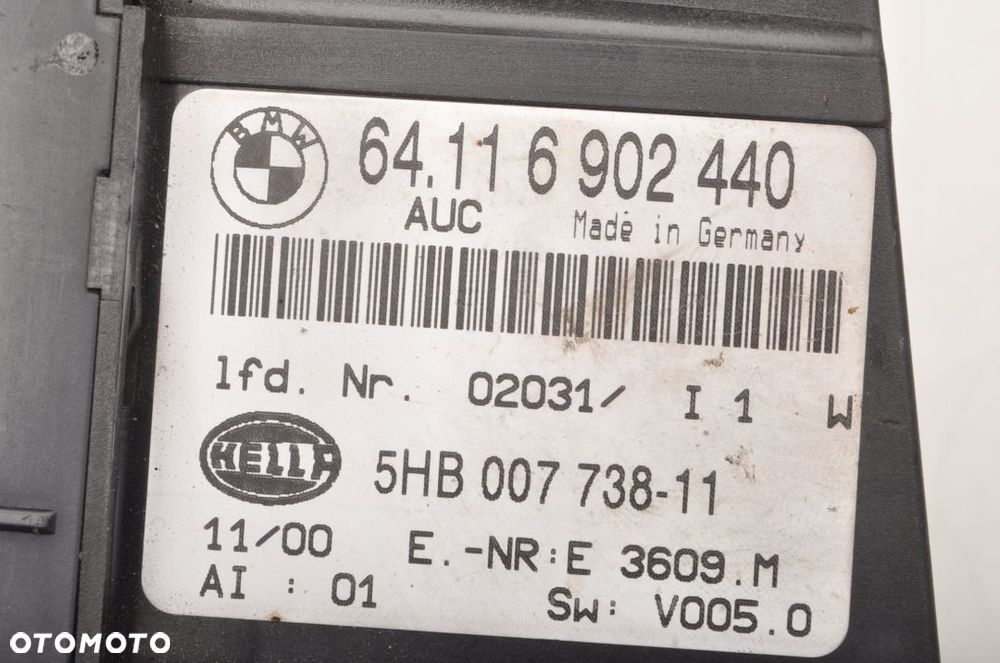 BMW
64.11 6 902 440
AUC Made in Germany
lfd. Nr. 02031/ I 1 W
HELLA 5HB 007 738-11
11/00 E.-NR:E 3609.M
AI : 01 Sw: V005.0
OTOMOTO